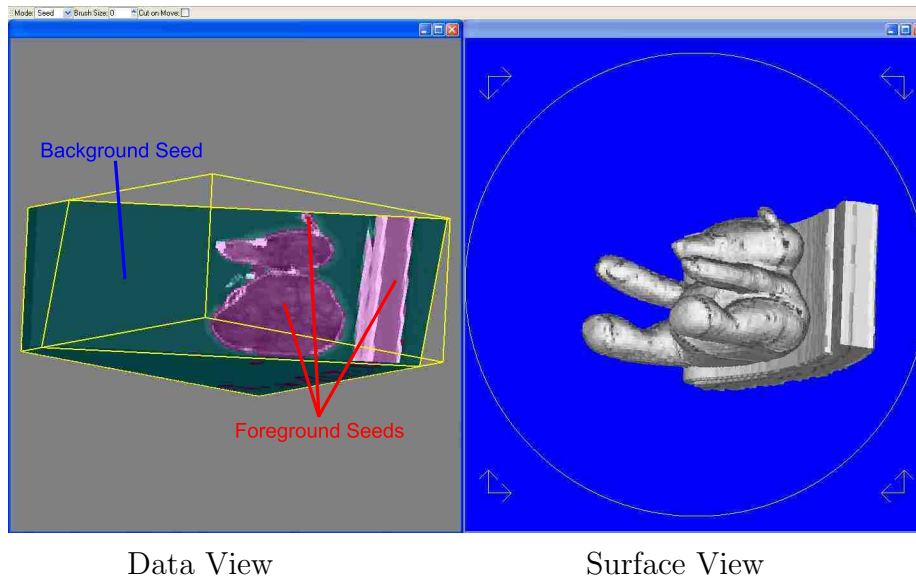 Mode: Seed Brush Size: 0 Cut on Move:
Background Seed
Foreground Seeds
Data View Surface View